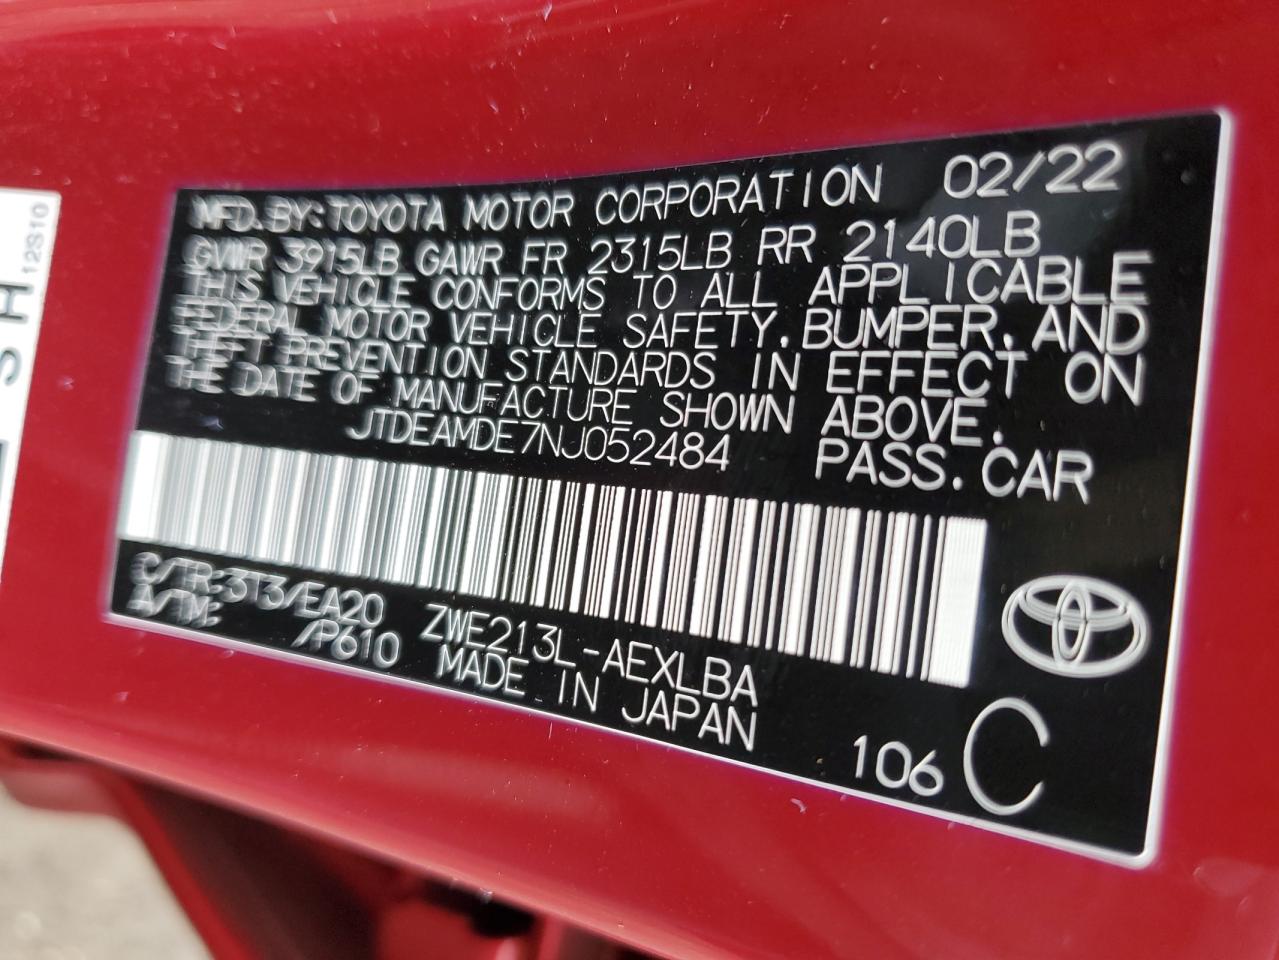 MFD.BY:TOYOTA MOTOR CORPORATION 02/22
GVWR 3915LB GAWR FR 2315LB RR 2140LB
THIS VEHICLE CONFORMS TO ALL APPLICABLE
FEDERAL MOTOR VEHICLE SAFETY,BUMPER,AND
THEFT PREVENTION STANDARDS IN EFFECT ON
THE DATE OF MANUFACTURE SHOWN ABOVE.
JTDEAMDE7NJ052484 PASS.CAR
C/TR:3T3/EA20 ZWE213L-AEXLBA
A/TM: /P610 MADE IN JAPAN
106 C
12S10
S H